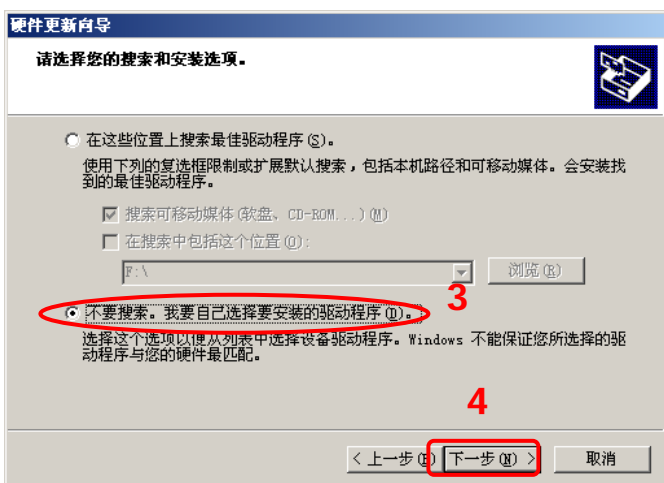 硬件更新向导
请选择您的搜索和安装选项。
在这些位置上搜索最佳驱动程序(S)。
使用下列的复选框限制或扩展默认搜索，包括本机路径和可移动媒体。会安装找
到的最佳驱动程序。
搜索可移动媒体(软盘、CD-ROM...)(M)
在搜索中包括这个位置(O):
F:\
浏览(R)
3
不要搜索。我要自己选择要安装的驱动程序(D)。
选择这个选项以便从列表中选择设备驱动程序。Windows 不能保证您所选择的驱
动程序与您的硬件最匹配。
4
< 上一步(B) 下一步(N) > 取消